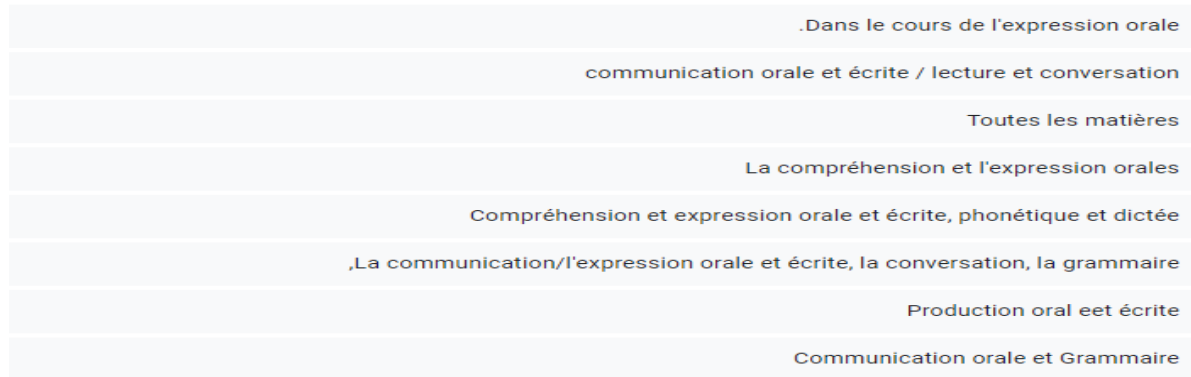 .Dans le cours de l'expression orale
communication orale et écrite / lecture et conversation
Toutes les matières
La compréhension et l'expression orales
Compréhension et expression orale et écrite, phonétique et dictée
,La communication/l'expression orale et écrite, la conversation, la grammaire
Production oral eet écrite
Communication orale et Grammaire